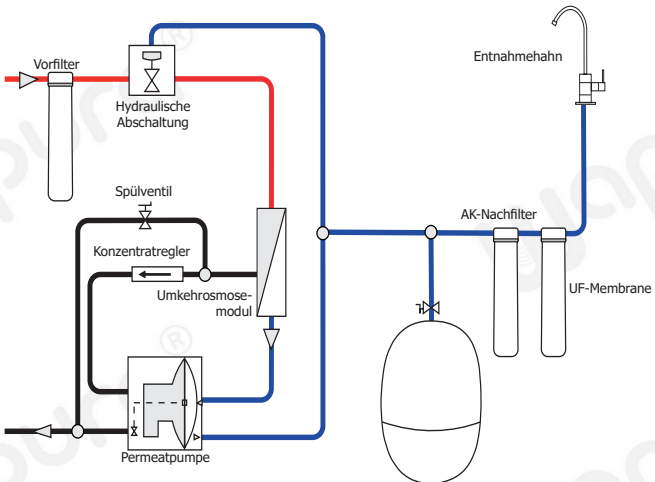 Entnahmehahn
Vorfilter
Hydraulische
Abschaltung
Spülventil
AK-Nachfilter
Konzentratregler
Umkehrosmose-
modul
UF-Membrane
Permeatpumpe